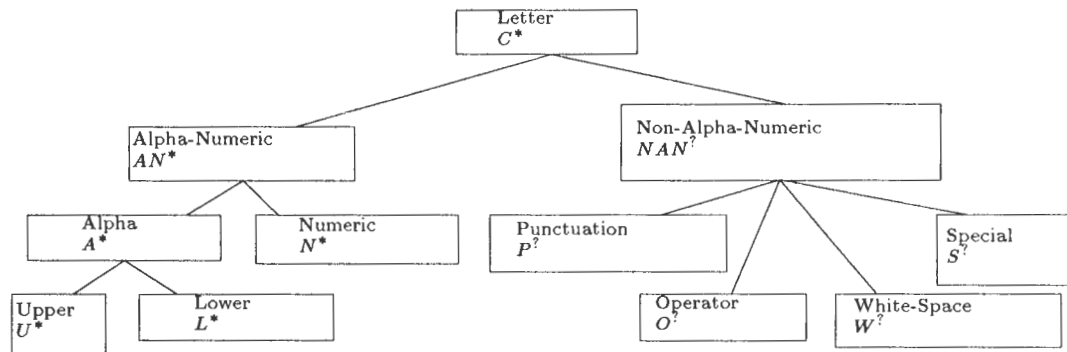 Letter
C*
Alpha-Numeric
AN*
Non-Alpha-Numeric
NAN?
Alpha
A*
Numeric
N*
Punctuation
P?
Special
S?
Upper
U*
Lower
L*
Operator
O?
White-Space
W?